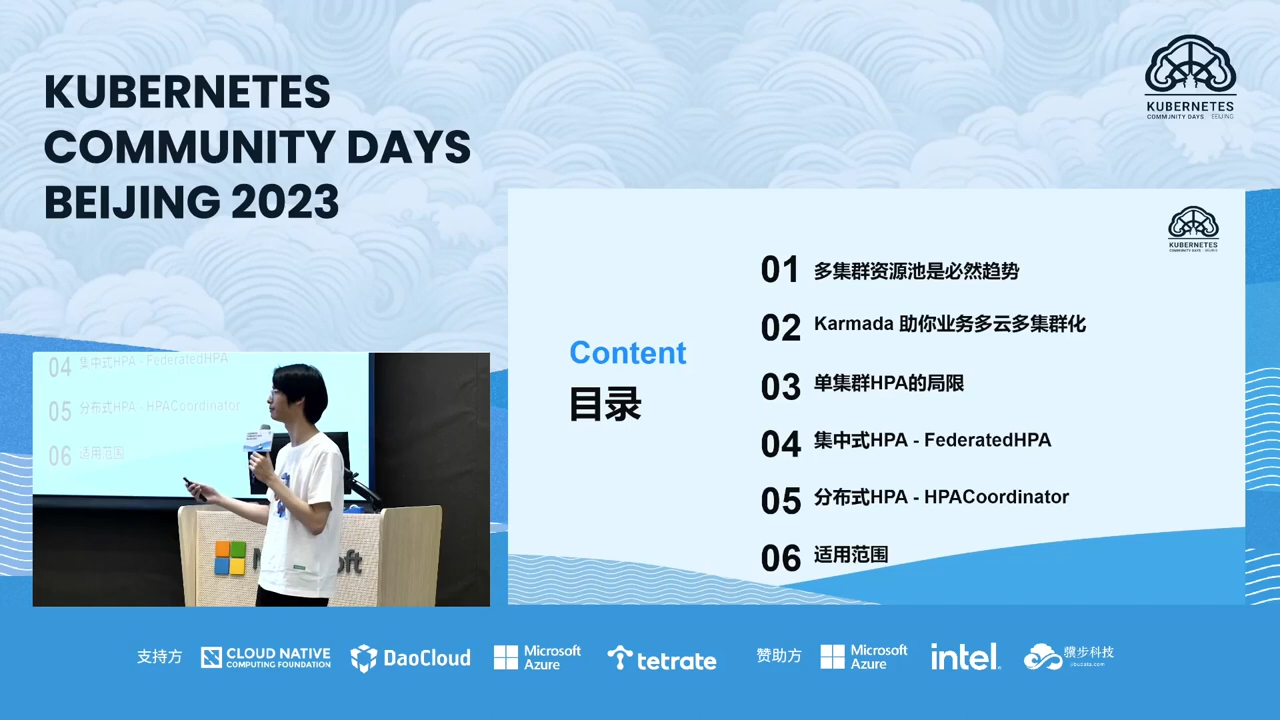 KUBERNETES
COMMUNITY DAYS
BEIJING 2023
KUBERNETES
COMMUNITY DAYS BEIJING
KUBERNETES
Content
目录
01 多集群资源池是必然趋势
02 Karmada 助你业务多云多集群化
03 单集群HPA的局限
04 集中式HPA - FederatedHPA
05 分布式HPA - HPACoordinator
06 适用范围
04 集中式HPA - FederatedHPA
05 分布式HPA - HPACoordinator
06 适用范围
支持方
CLOUD NATIVE
COMPUTING FOUNDATION
DaoCloud
Microsoft
Azure
tetrate
赞助方
Microsoft
Azure
intel.
骥步科技